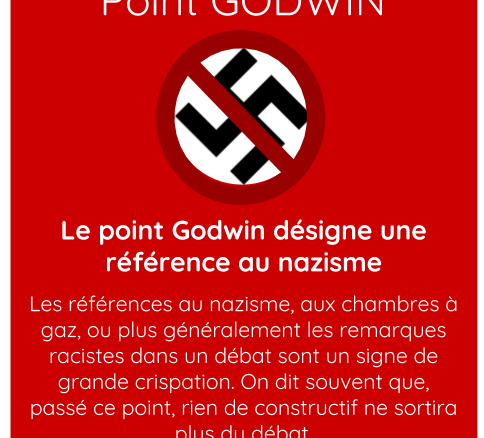 Point GODWIN
Le point Godwin désigne une
référence au nazisme
Les références au nazisme, aux chambres à
gaz, ou plus généralement les remarques
racistes dans un débat sont un signe de
grande crispation. On dit souvent que,
passé ce point, rien de constructif ne sortira
plus du débat